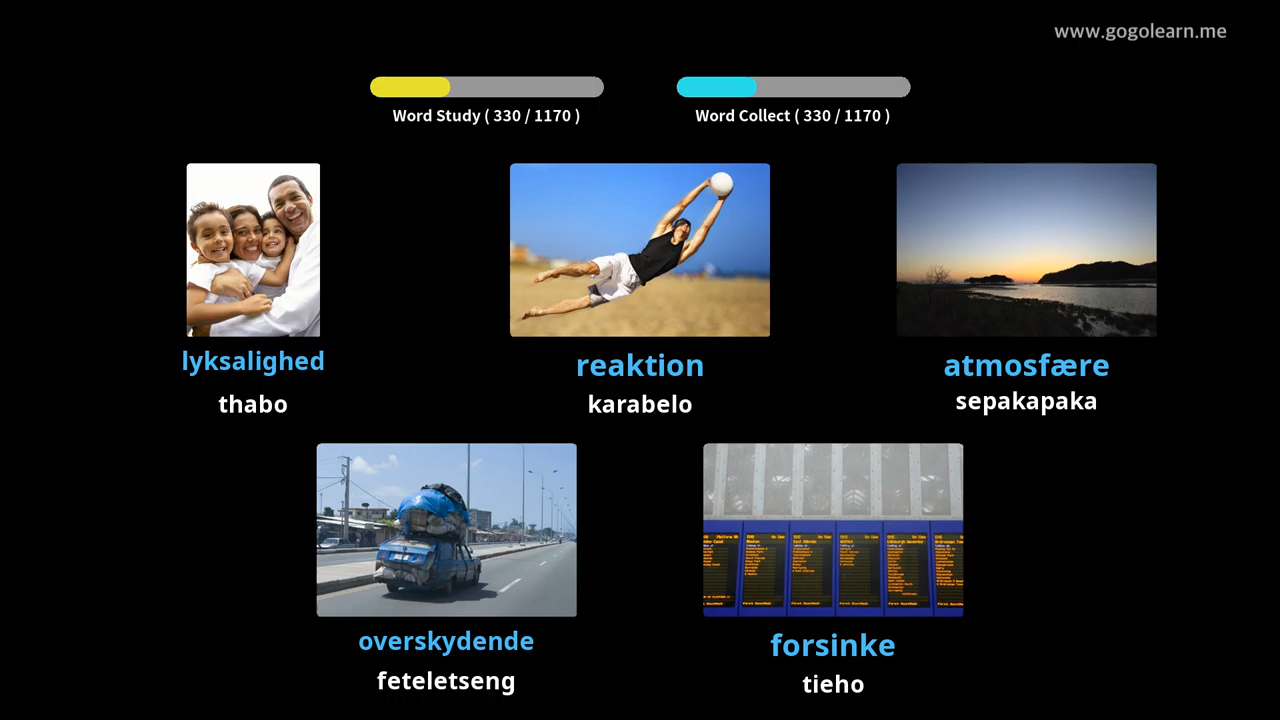 www.gogolearn.me
Word Study ( 330 / 1170 )
Word Collect ( 330 / 1170 )
lyksalighed
thabo
reaktion
karabelo
atmosfære
sepakapaka
overskydende
feteletseng
forsinke
tieho